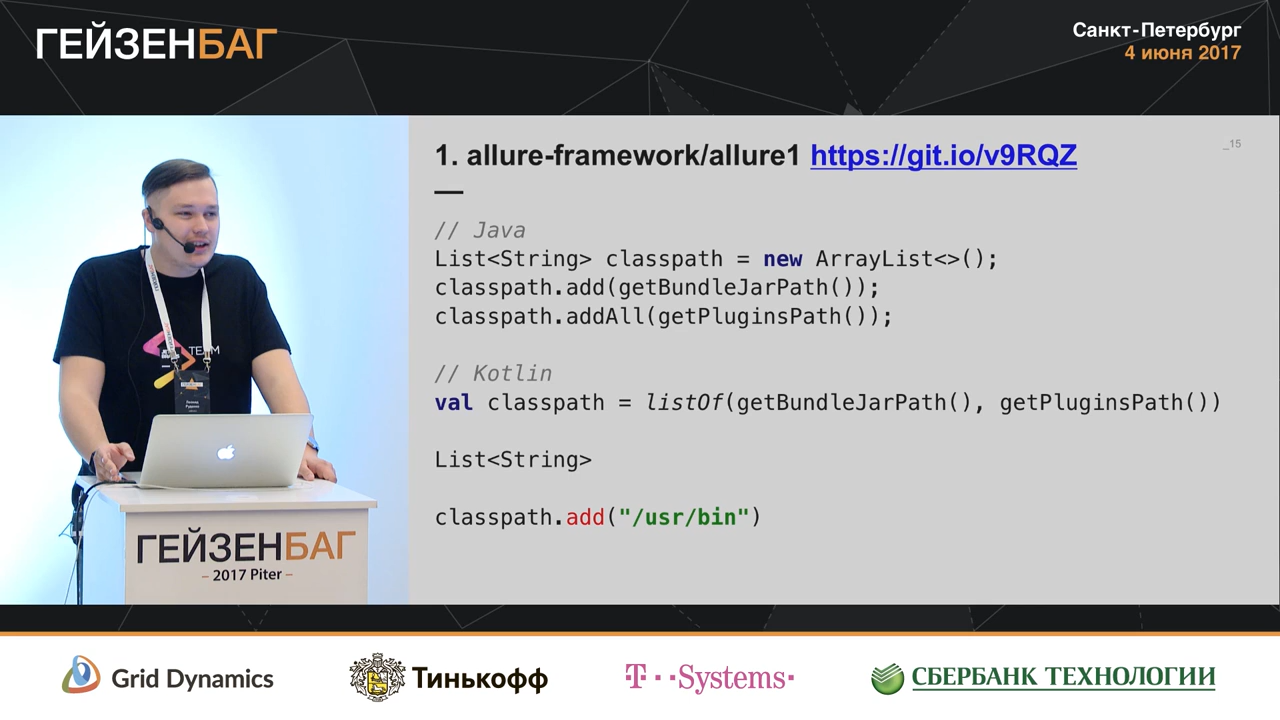 ГЕЙЗЕНБАГ
Санкт-Петербург
4 июня 2017
_15
1. allure-framework/allure1 https://git.io/v9RQZ
—
// Java
List<String> classpath = new ArrayList<>();
classpath.add(getBundleJarPath());
classpath.addAll(getPluginsPath());
// Kotlin
val classpath = listOf(getBundleJarPath(), getPluginsPath())
List<String>
classpath.add("/usr/bin")
TEAM
ГЕЙЗЕНБАГ
– 2017 Piter –
Grid Dynamics
Тинькофф
T · · Systems ·
СБЕРБАНК ТЕХНОЛОГИИ